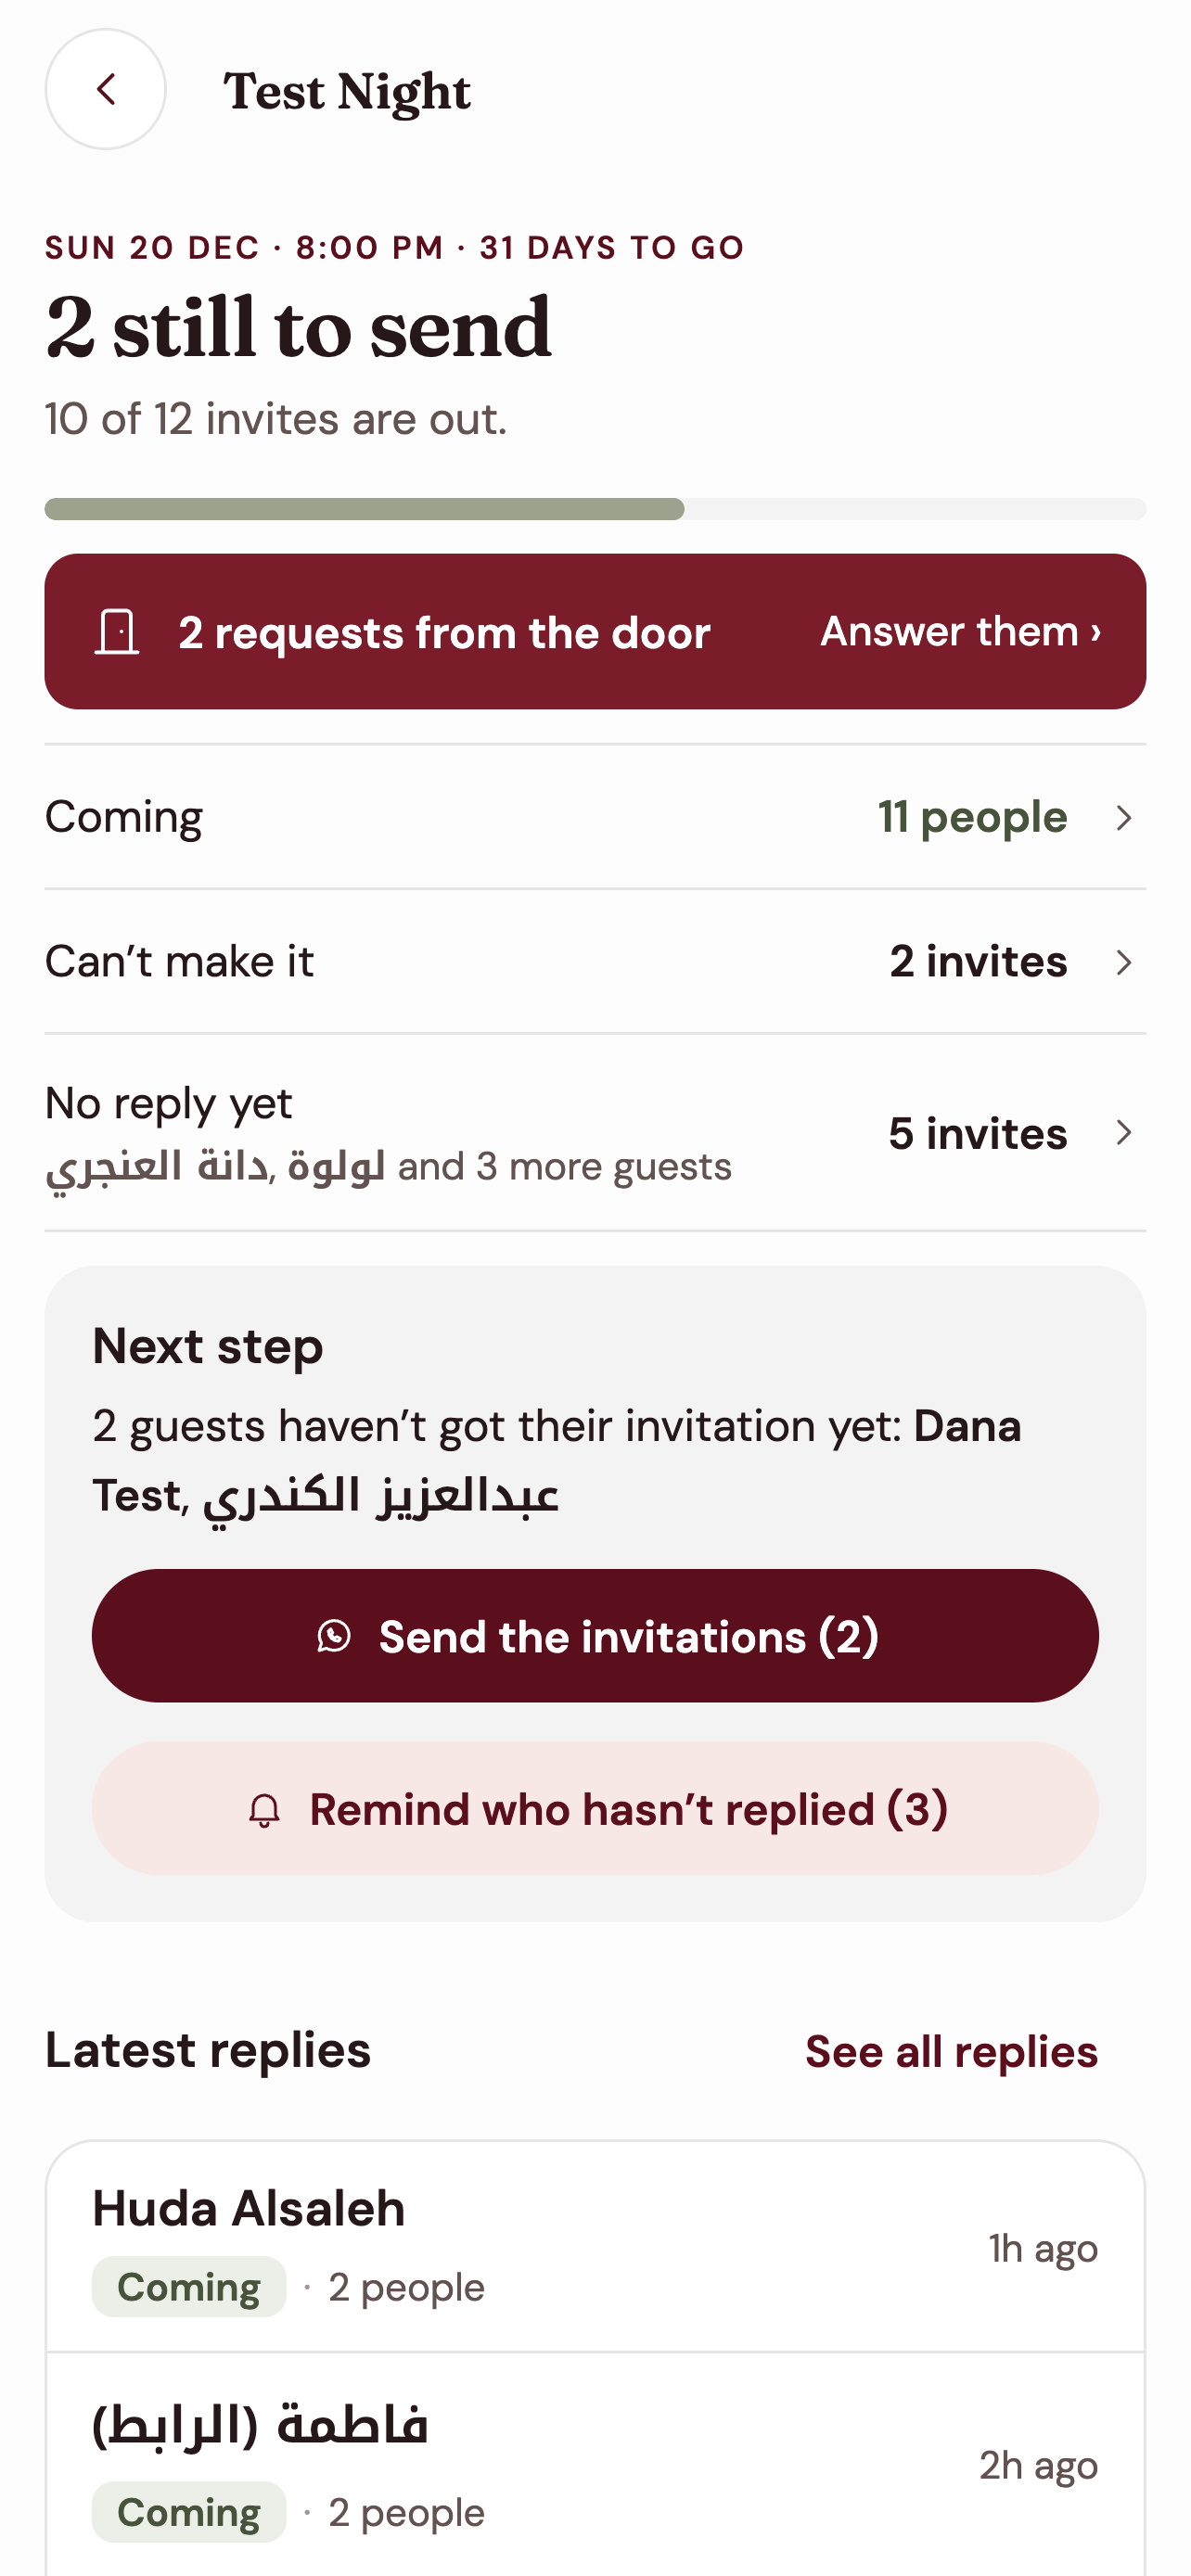 Test Night
SUN 20 DEC · 8:00 PM · 31 DAYS TO GO
2 still to send
10 of 12 invites are out.
2 requests from the door
Answer them ›
Coming
11 people
Can’t make it
2 invites
No reply yet
دانة العنجري, لولوة and 3 more guests
5 invites
Next step
2 guests haven’t got their invitation yet: Dana
Test, عبدالعزيز الكندري
Send the invitations (2)
Remind who hasn’t replied (3)
Latest replies
See all replies
Huda Alsaleh
Coming · 2 people
1h ago
فاطمة (الرابط)
Coming · 2 people
2h ago